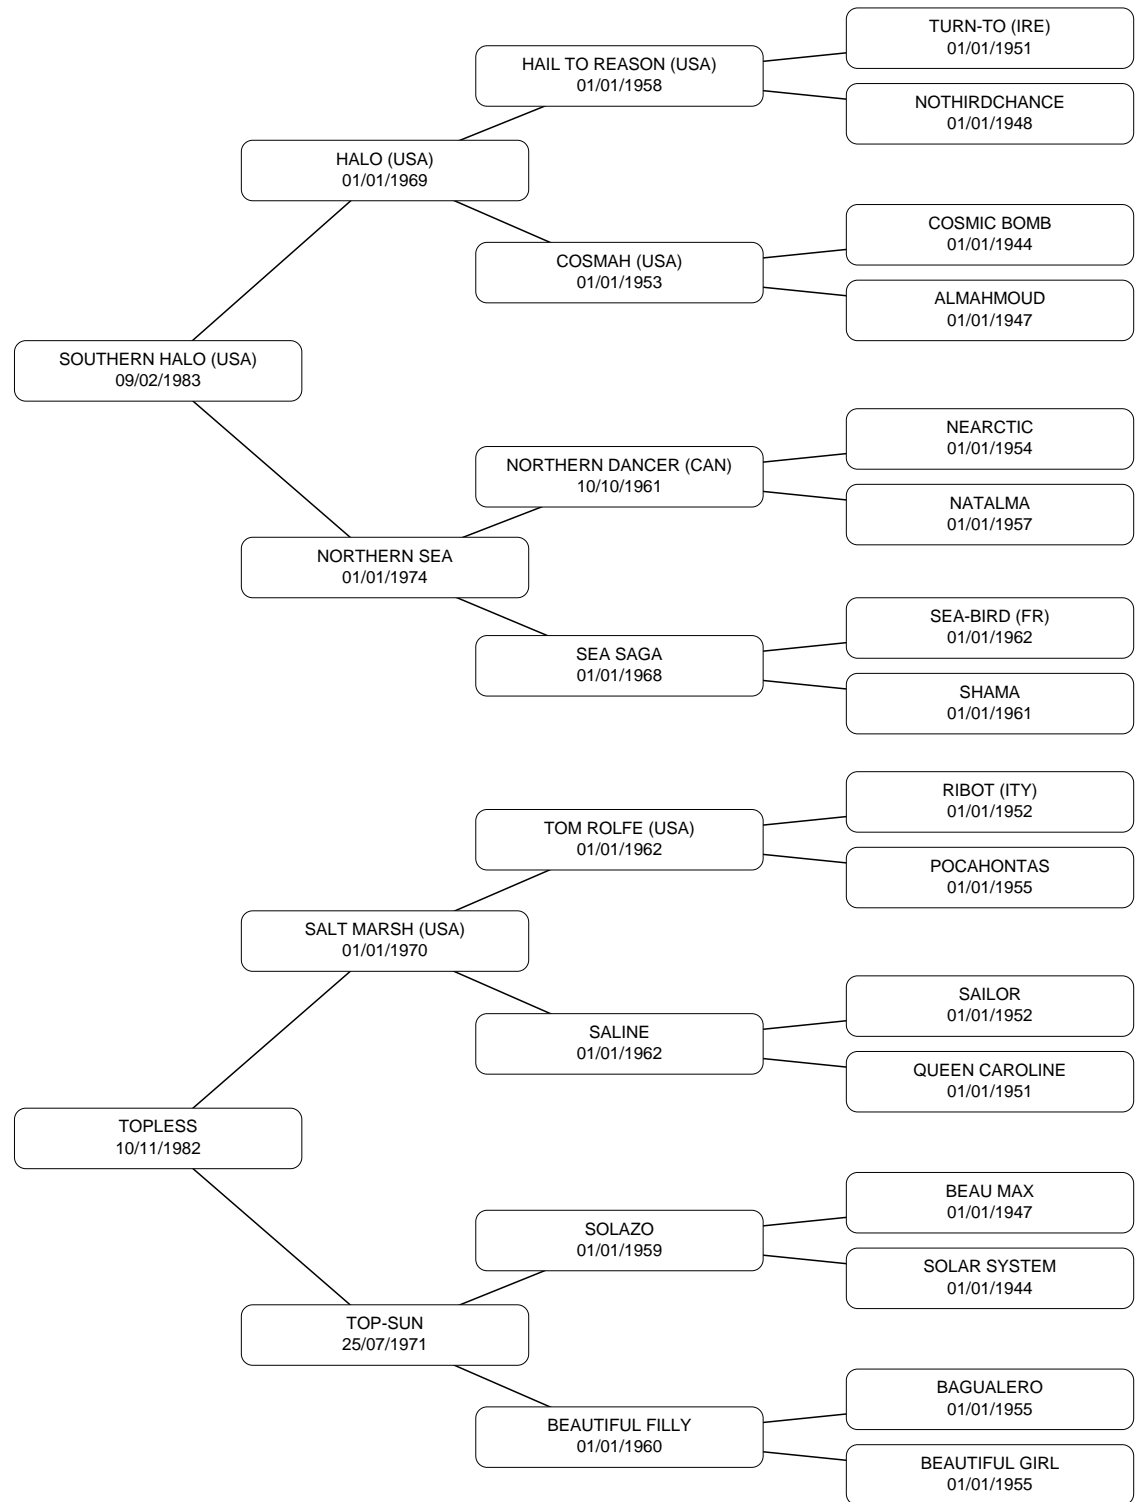 TURN-TO (IRE)
01/01/1951
HAIL TO REASON (USA)
01/01/1958
NOTHIRDCHANCE
01/01/1948
HALO (USA)
01/01/1969
COSMIC BOMB
01/01/1944
COSMAH (USA)
01/01/1953
ALMAHMOUD
01/01/1947
SOUTHERN HALO (USA)
09/02/1983
NEARCTIC
01/01/1954
NORTHERN DANCER (CAN)
10/10/1961
NATALMA
01/01/1957
NORTHERN SEA
01/01/1974
SEA-BIRD (FR)
01/01/1962
SEA SAGA
01/01/1968
SHAMA
01/01/1961
RIBOT (ITY)
01/01/1952
TOM ROLFE (USA)
01/01/1962
POCAHONTAS
01/01/1955
SALT MARSH (USA)
01/01/1970
SAILOR
01/01/1952
SALINE
01/01/1962
QUEEN CAROLINE
01/01/1951
TOPLESS
10/11/1982
BEAU MAX
01/01/1947
SOLAZO
01/01/1959
SOLAR SYSTEM
01/01/1944
TOP-SUN
25/07/1971
BAGUALERO
01/01/1955
BEAUTIFUL FILLY
01/01/1960
BEAUTIFUL GIRL
01/01/1955